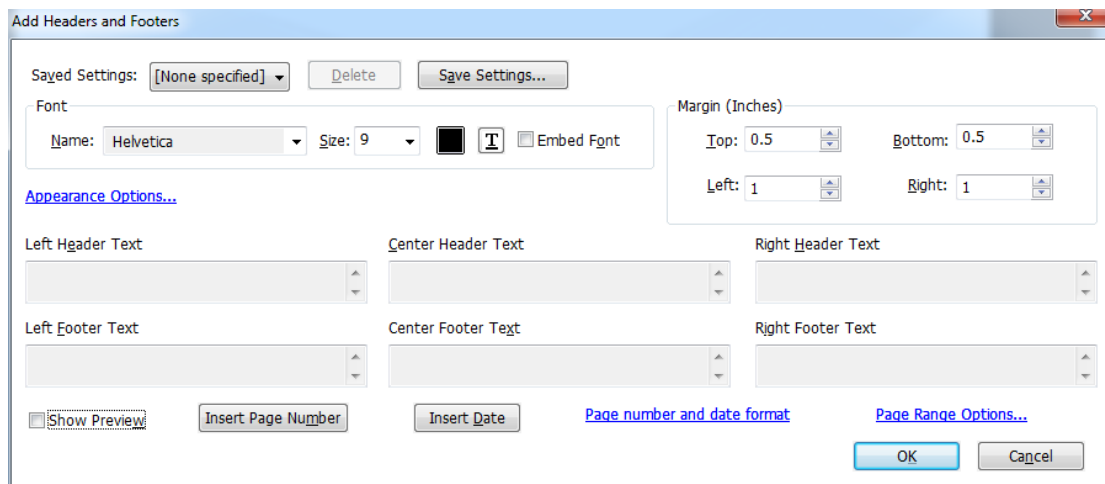 Add Headers and Footers
Saved Settings: [None specified] Delete Save Settings...
Font
Name: Helvetica Size: 9 T Embed Font
Margin (Inches)
Top: 0.5 Bottom: 0.5
Left: 1 Right: 1
Appearance Options...
Left Header Text Center Header Text Right Header Text
Left Footer Text Center Footer Text Right Footer Text
Show Preview Insert Page Number Insert Date Page number and date format Page Range Options...
OK Cancel